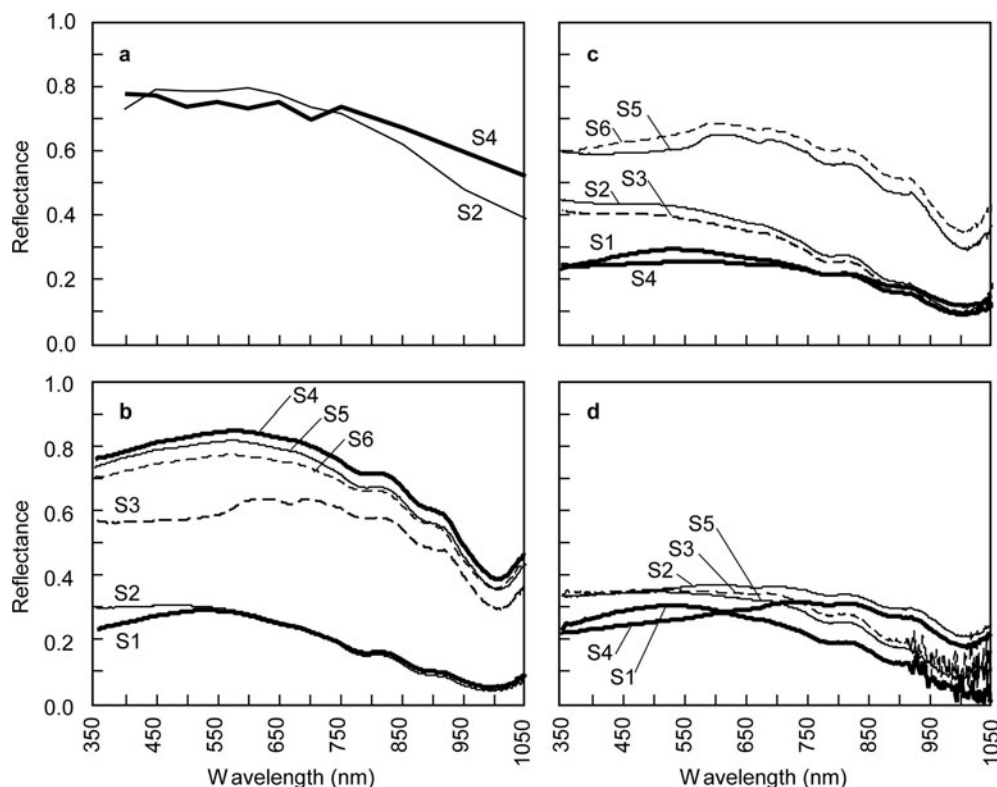 a
1.0
0.8
0.6
0.4
0.2
0.0
Reflectance
S4
S2
c
S6
S5
S2
S3
S1
S4
b
1.0
0.8
0.6
0.4
0.2
0.0
Reflectance
S4
S5
S6
S3
S2
S1
350
450
550
650
750
850
950
1050
Wavelength (nm)
d
S5
S3
S2
S4
S1
350
450
550
650
750
850
950
1050
Wavelength (nm)